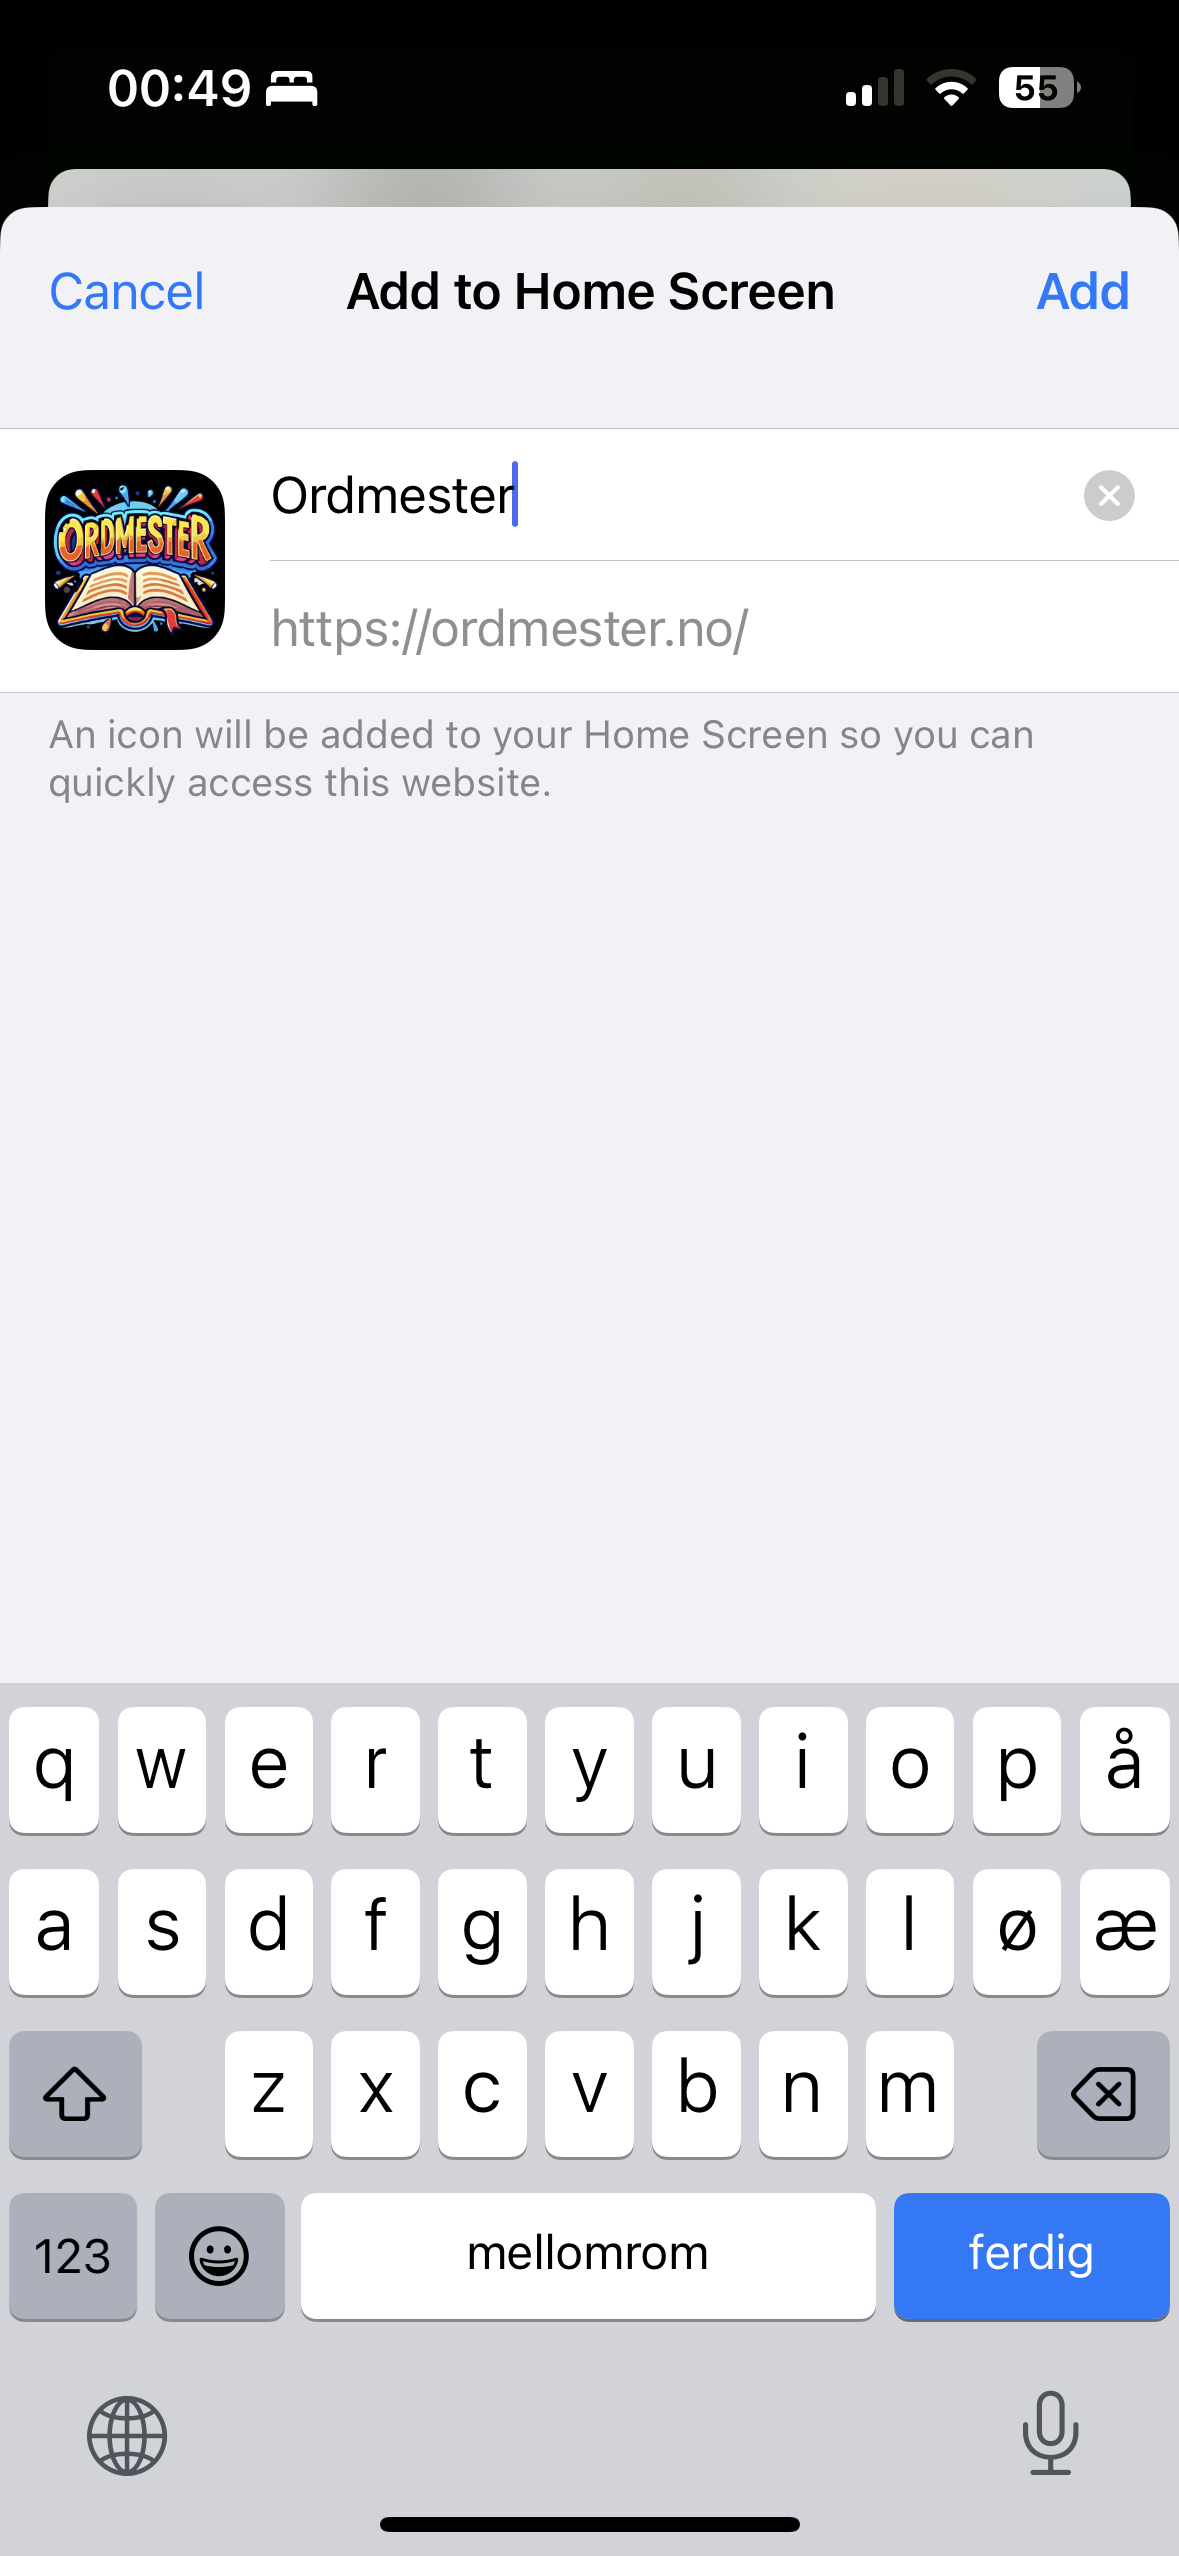 00:49
55
Cancel
Add to Home Screen
Add
ORDMESTER
Ordmester
https://ordmester.no/
An icon will be added to your Home Screen so you can
quickly access this website.
q w e r t y u i o p å
a s d f g h j k l ø æ
z x c v b n m
123
mellomrom
ferdig